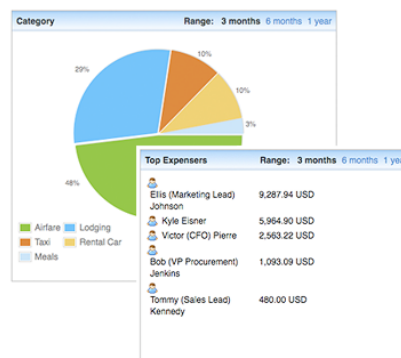 Category Range: 3 months 6 months 1 year
29%
10%
10%
3%
48%
Airfare Lodging
Taxi Rental Car
Meals
Top Expensers Range: 3 months 6 months 1 yea
Ellis (Marketing Lead) 9,287.94 USD
Johnson
Kyle Eisner 5,964.90 USD
Victor (CFO) Pierre 2,563.22 USD
Bob (VP Procurement) 1,093.09 USD
Jenkins
Tommy (Sales Lead) 480.00 USD
Kennedy